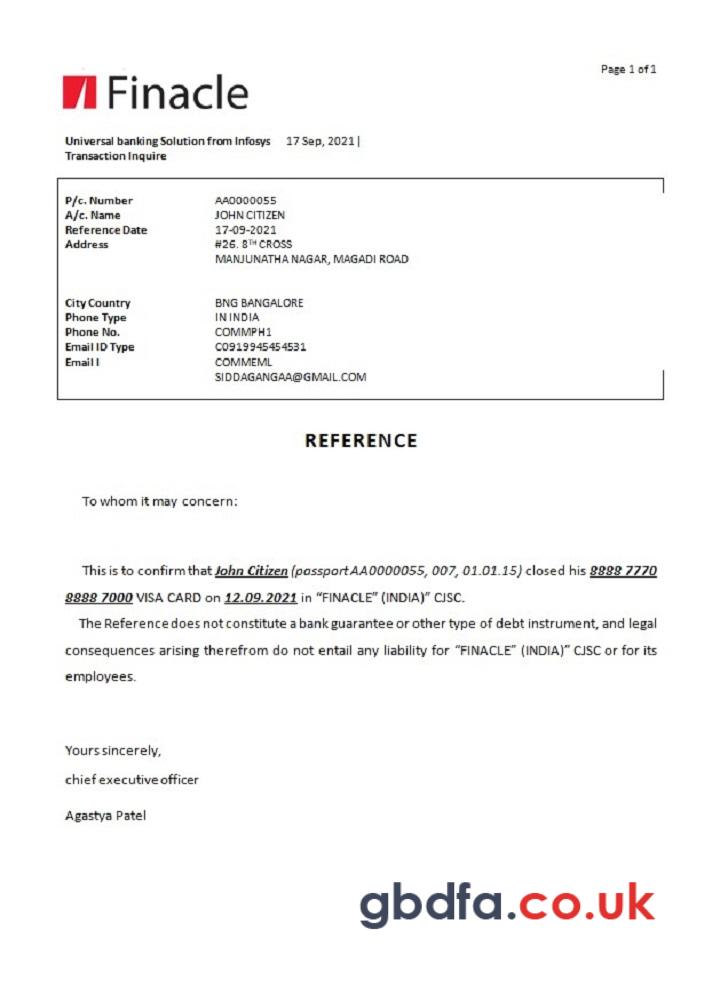 Page 1 of 1
Finacle
Universal banking Solution from Infosys 17 Sep, 2021|
Transaction Inquire
P/c. Number AA0000055
A/c. Name JOHN CITIZEN
Reference Date 17-09-2021
Address #26. 8TH CROSS
MANJUNATHA NAGAR, MAGADI ROAD
City Country BNG BANGALORE
Phone Type IN INDIA
Phone No. COMMPH1
Email ID Type C0919945454531
Email I COMMEML
SIDDAGANGAA@GMAIL.COM
REFERENCE
To whom it may concern:
This is to confirm that John Citizen (passport AA0000055, 007, 01.01.15) closed his 8888 7770
8888 7000 VISA CARD on 12.09.2021 in “FINACLE” (INDIA)” CJSC.
The Reference does not constitute a bank guarantee or other type of debt instrument, and legal
consequences arising therefrom do not entail any liability for “FINACLE” (INDIA)” CJSC or for its
employees.
Yours sincerely,
chief executive officer
Agastya Patel
gbdfa.co.uk